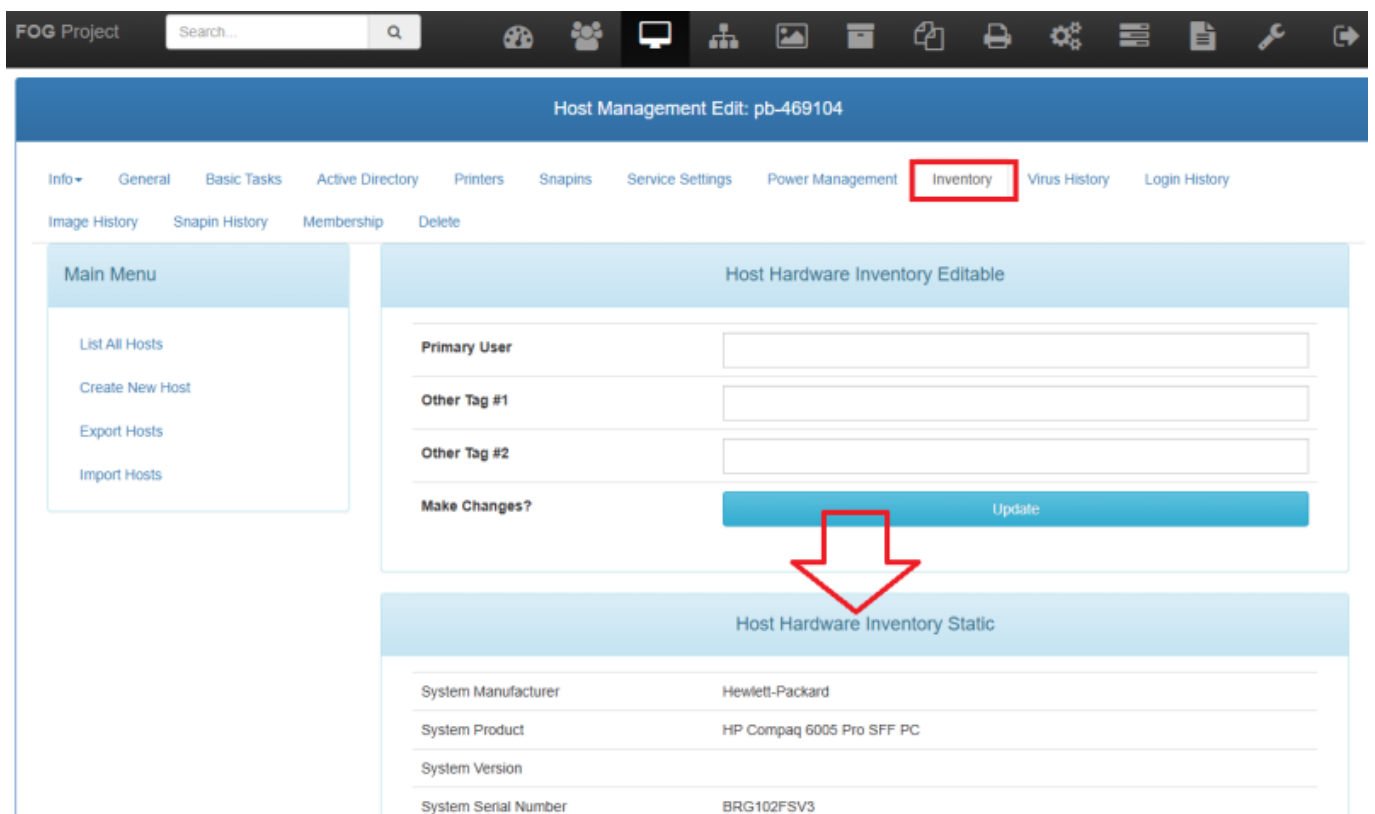 FOG Project Search...
Host Management Edit: pb-469104
Info General Basic Tasks Active Directory Printers Snapins Service Settings Power Management Inventory Virus History Login History
Image History Snapin History Membership Delete
Main Menu
List All Hosts
Create New Host
Export Hosts
Import Hosts
Host Hardware Inventory Editable
Primary User
Other Tag #1
Other Tag #2
Make Changes? Update
Host Hardware Inventory Static
System Manufacturer Hewlett-Packard
System Product HP Compaq 6005 Pro SFF PC
System Version
System Serial Number BRG102FSV3